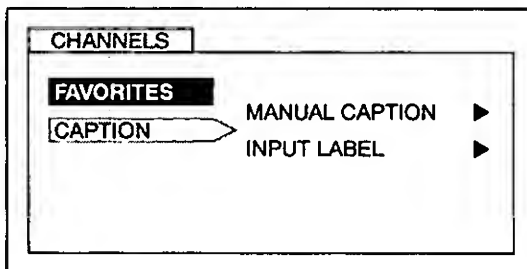 CHANNELS
FAVORITES
CAPTION
MANUAL CAPTION ▶
INPUT LABEL ▶